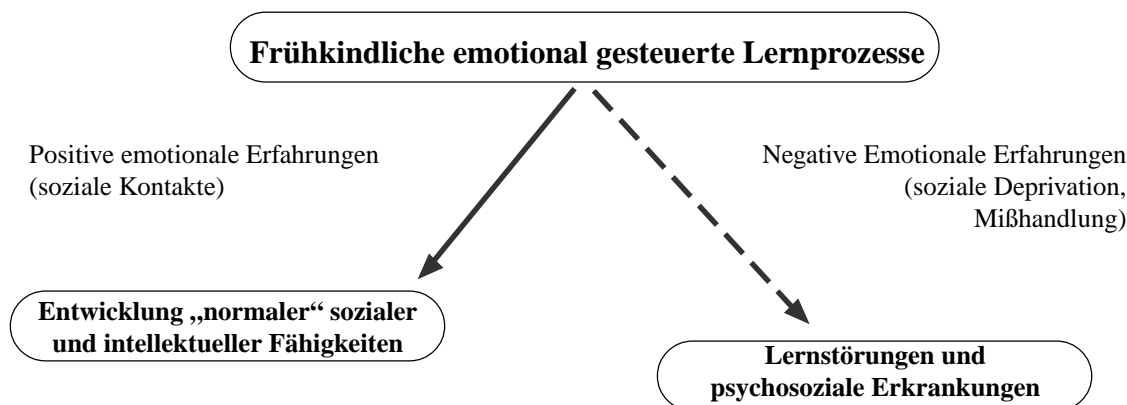 Frühkindliche emotional gesteuerte Lernprozesse
Positive emotionale Erfahrungen
(soziale Kontakte)
Negative Emotionale Erfahrungen
(soziale Deprivation,
Mißhandlung)
Entwicklung „normaler“ sozialer
und intellektueller Fähigkeiten
Lernstörungen und
psychosoziale Erkrankungen